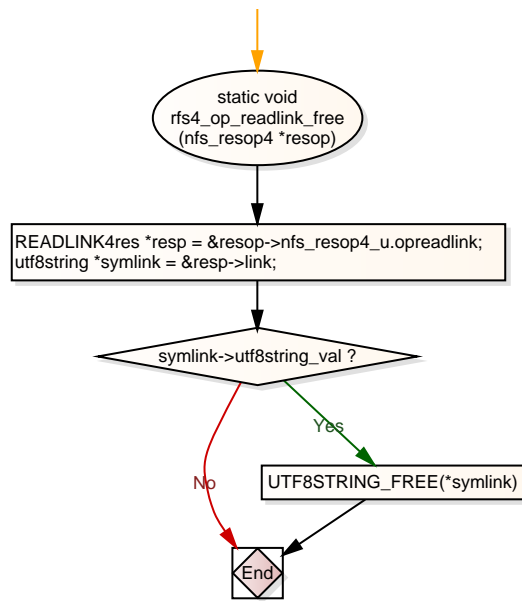 static void
rfs4_op_readlink_free
(nfs_resop4 *resop)
READLINK4res *resp = &resop->nfs_resop4_u.opreadlink;
utf8string *symlink = &resp->link;
symlink->utf8string_val ?
Yes
No
UTF8STRING_FREE(*symlink)
End